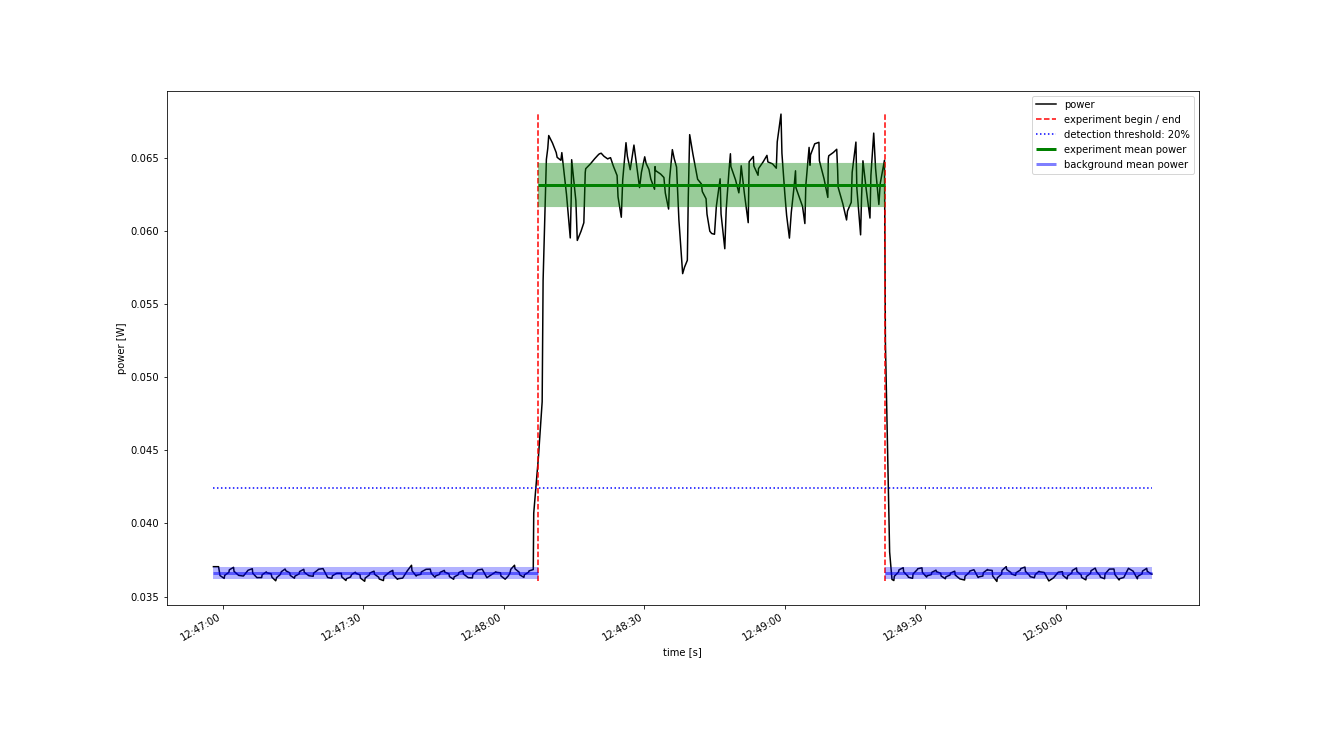 power
experiment begin / end
detection threshold: 20%
experiment mean power
background mean power
0.065
0.060
0.055
0.050
0.045
0.040
0.035
power [W]
12:47:00
12:47:30
12:48:00
12:48:30
12:49:00
12:49:30
12:50:00
time [s]